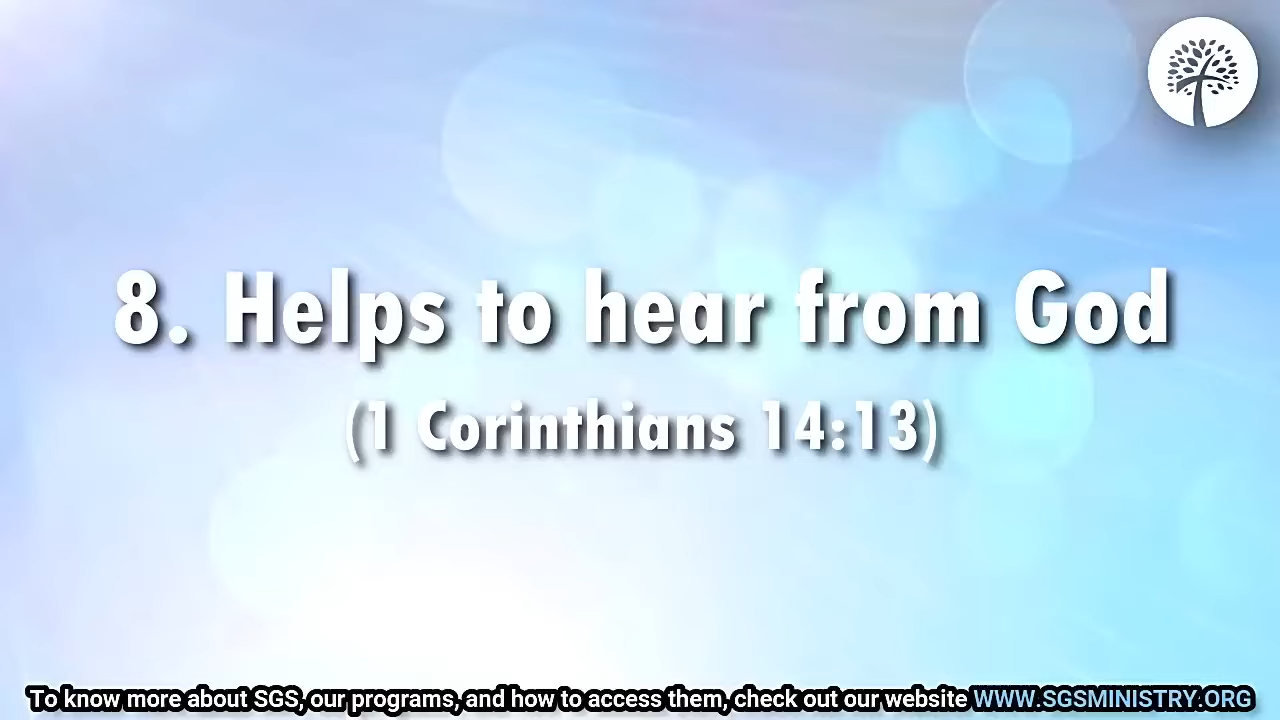 8. Helps to hear from God
(1 Corinthians 14:13)
To know more about SGS, our programs, and how to access them, check out our website WWW.SGSMINISTRY.ORG